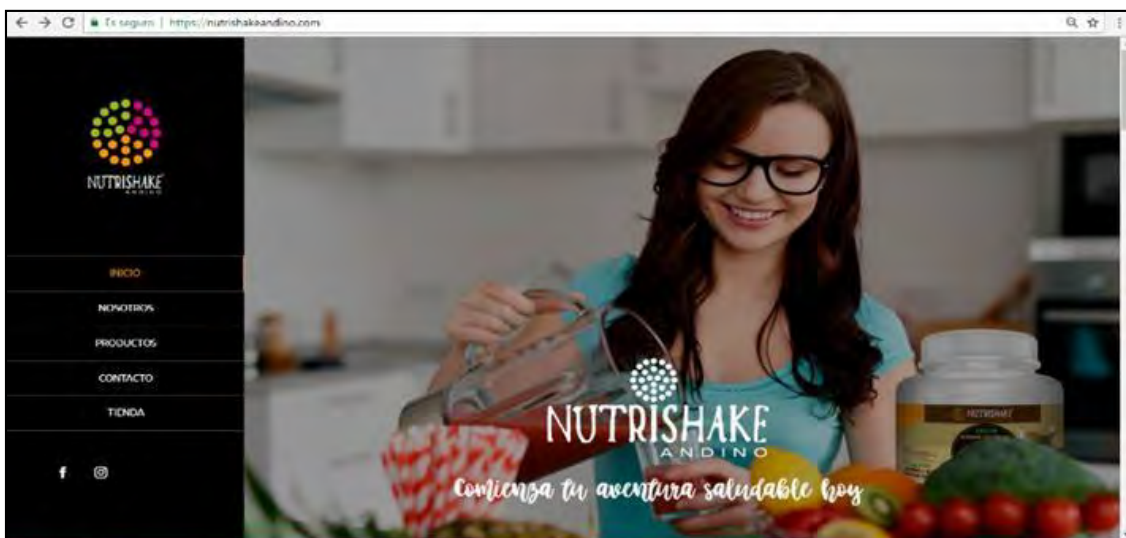 Es seguro | https://nutrishakeandino.com
NUTRISHAKE
ANDINO
INICIO
NOSOTROS
PRODUCTOS
CONTACTO
TIENDA
f
NUTRISHAKE
ANDINO
Comienza tu aventura saludable hoy
NUTRISHAKE